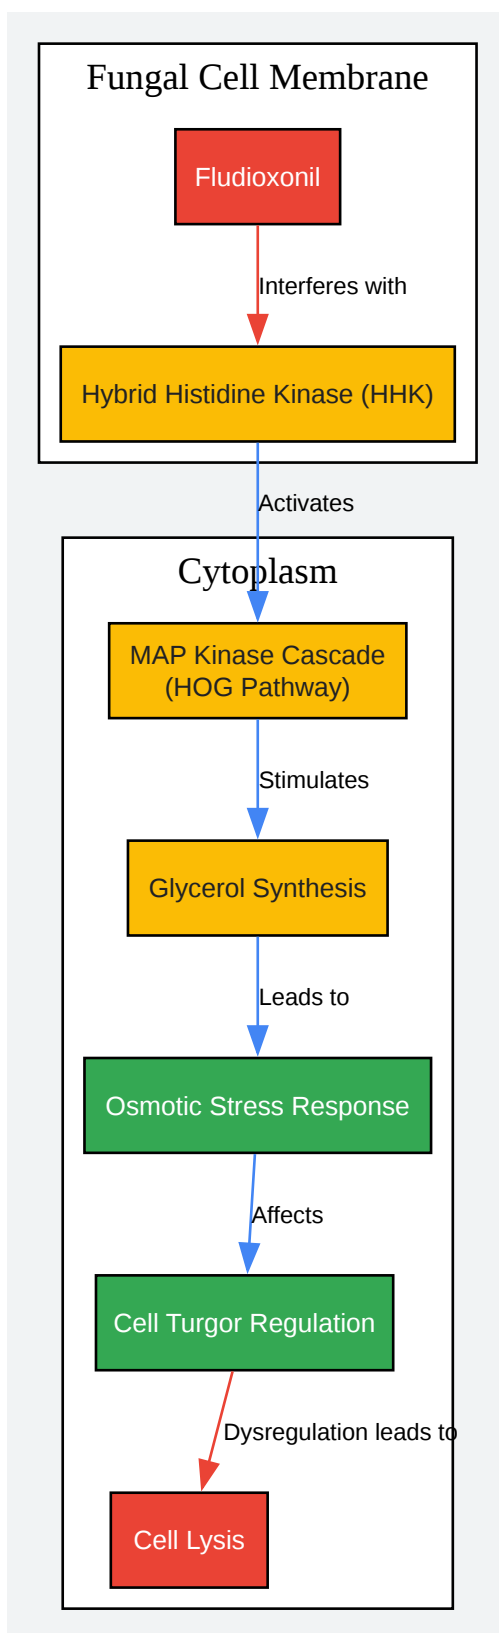 Fungal Cell Membrane
Fludioxonil
Interferes with
Hybrid Histidine Kinase (HHK)
Activates
Cytoplasm
MAP Kinase Cascade
(HOG Pathway)
Stimulates
Glycerol Synthesis
Leads to
Osmotic Stress Response
Affects
Cell Turgor Regulation
Dysregulation leads to
Cell Lysis